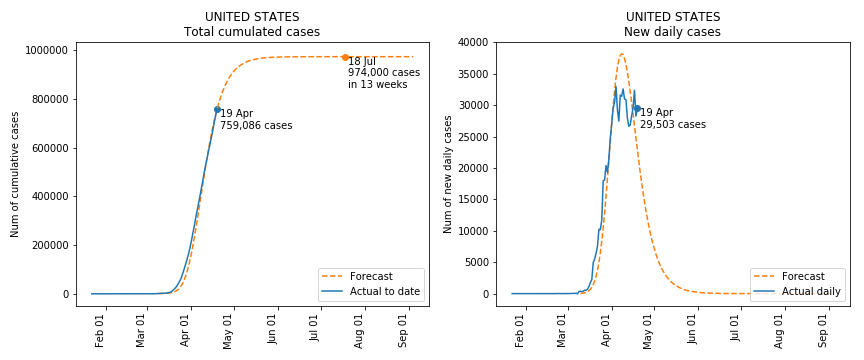 UNITED STATES
Total cumulated cases
Num of cumulative cases
1000000
800000
600000
400000
200000
0
18 Jul
974,000 cases
in 13 weeks
19 Apr
759,086 cases
Forecast
Actual to date
Feb 01
Mar 01
Apr 01
May 01
Jun 01
Jul 01
Aug 01
Sep 01
UNITED STATES
New daily cases
Num of new daily cases
40000
35000
30000
25000
20000
15000
10000
5000
0
19 Apr
29,503 cases
Forecast
Actual daily
Feb 01
Mar 01
Apr 01
May 01
Jun 01
Jul 01
Aug 01
Sep 01